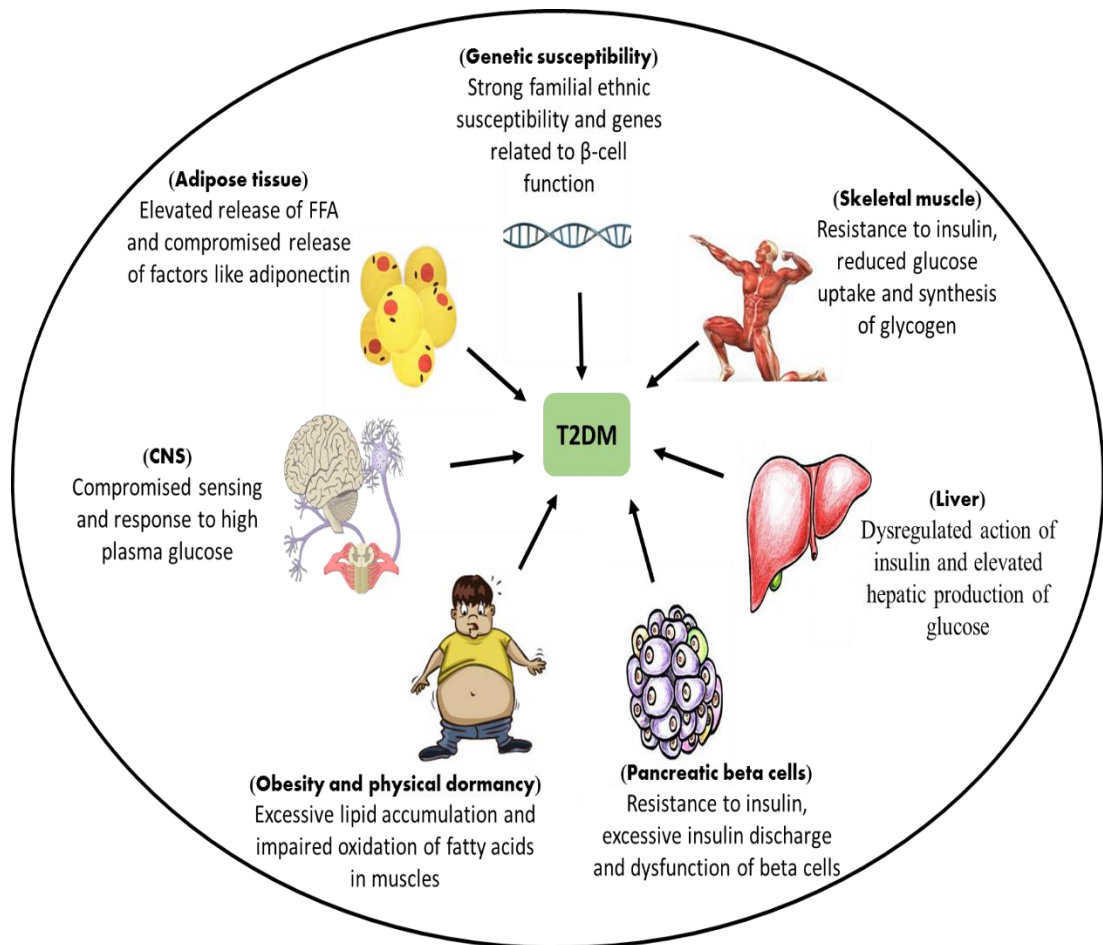 (Genetic susceptibility)
Strong familial ethnic
susceptibility and genes
related to β-cell
function
(Adipose tissue)
Elevated release of FFA
and compromised release
of factors like adiponectin
(Skeletal muscle)
Resistance to insulin,
reduced glucose
uptake and synthesis
of glycogen
T2DM
(CNS)
Compromised sensing
and response to high
plasma glucose
(Liver)
Dysregulated action of
insulin and elevated
hepatic production of
glucose
(Obesity and physical dormancy)
Excessive lipid accumulation and
impaired oxidation of fatty acids
in muscles
(Pancreatic beta cells)
Resistance to insulin,
excessive insulin discharge
and dysfunction of beta cells